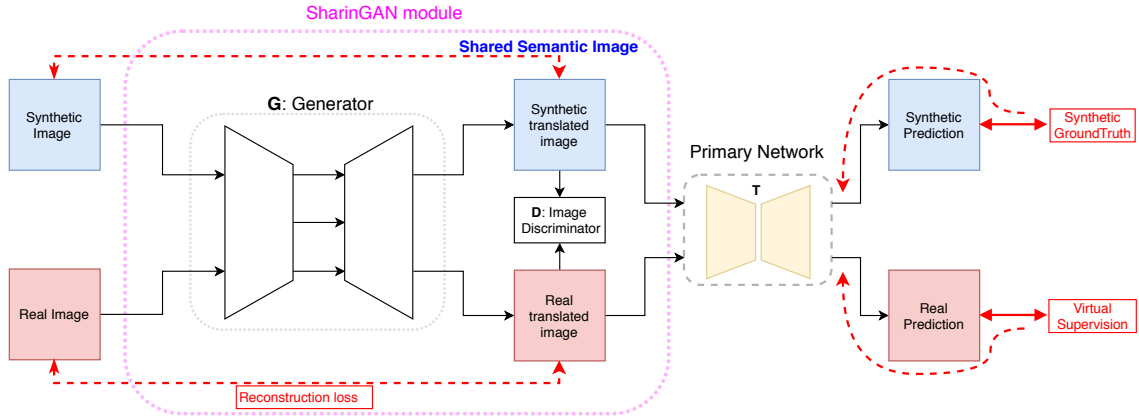 SharinGAN module
Shared Semantic Image
G: Generator
Synthetic
Image
Synthetic
translated
image
Synthetic
Prediction
Synthetic
GroundTruth
Primary Network
T
D: Image
Discriminator
Real Image
Real
translated
image
Real
Prediction
Virtual
Supervision
Reconstruction loss